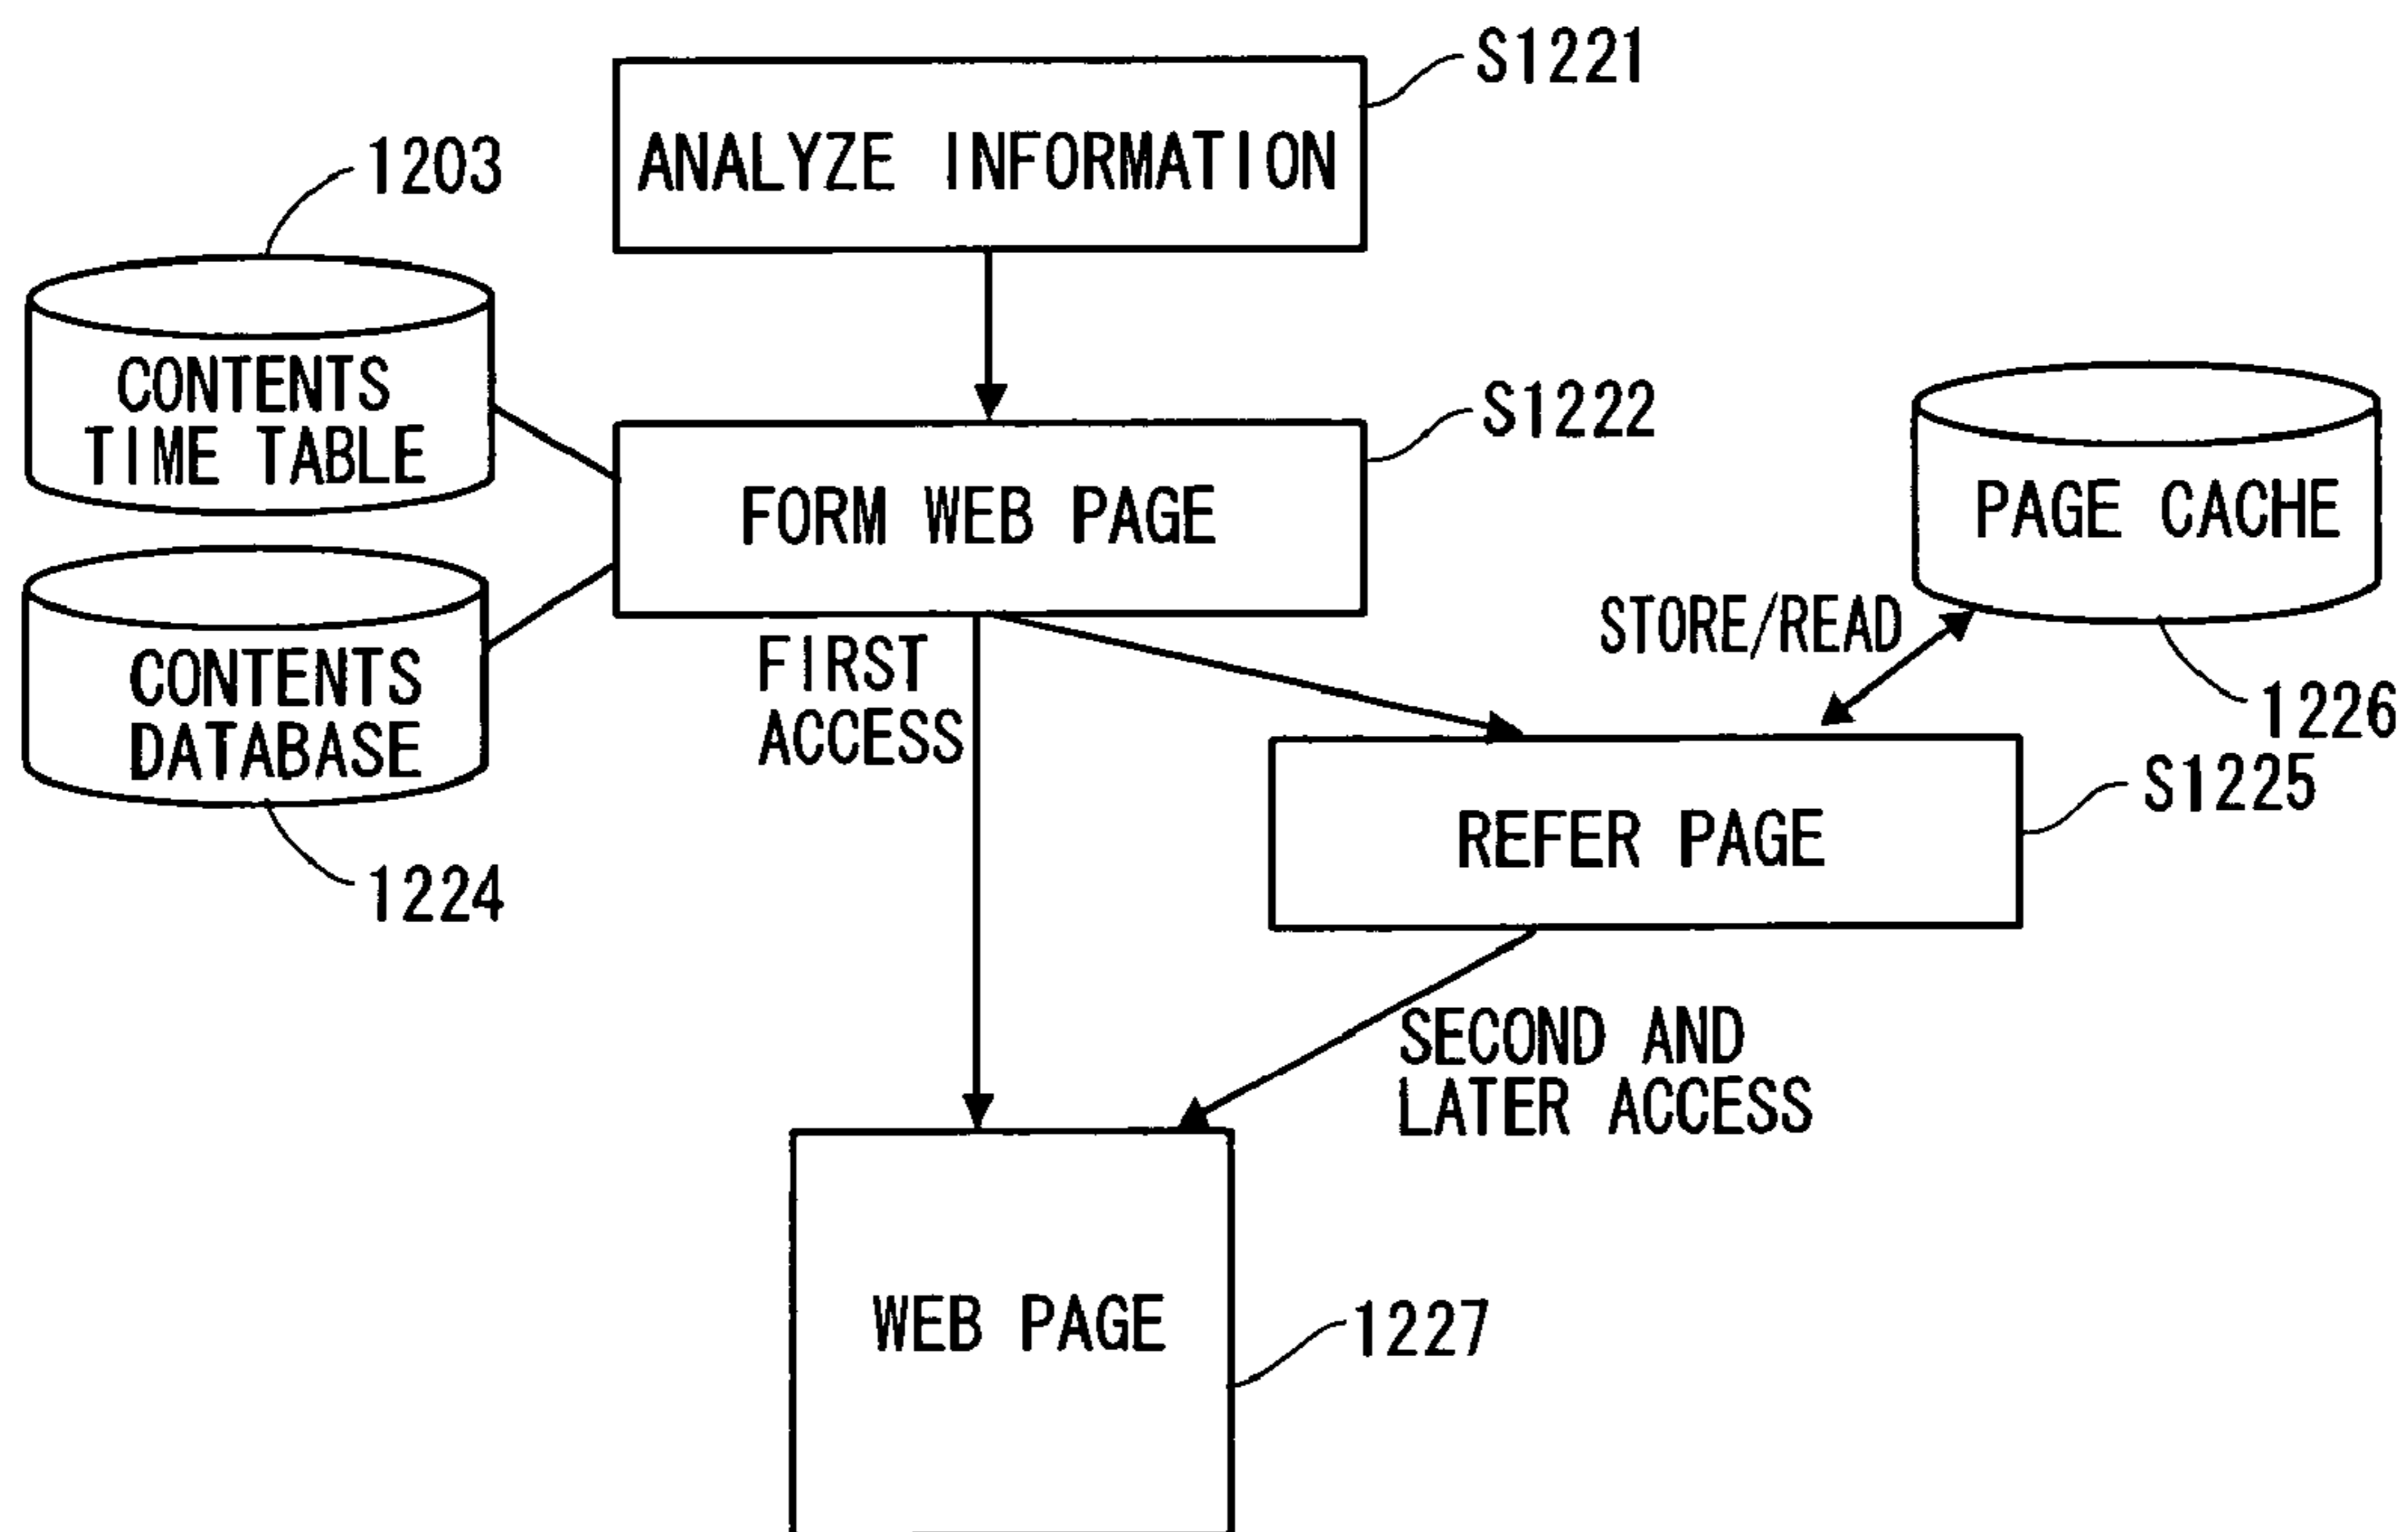 S1221
ANALYZE INFORMATION
1203
CONTENTS
TIME TABLE
S1222
FORM WEB PAGE
PAGE CACHE
STORE/READ
FIRST
ACCESS
CONTENTS
DATABASE
1226
S1225
REFER PAGE
1224
SECOND AND
LATER ACCESS
WEB PAGE
1227